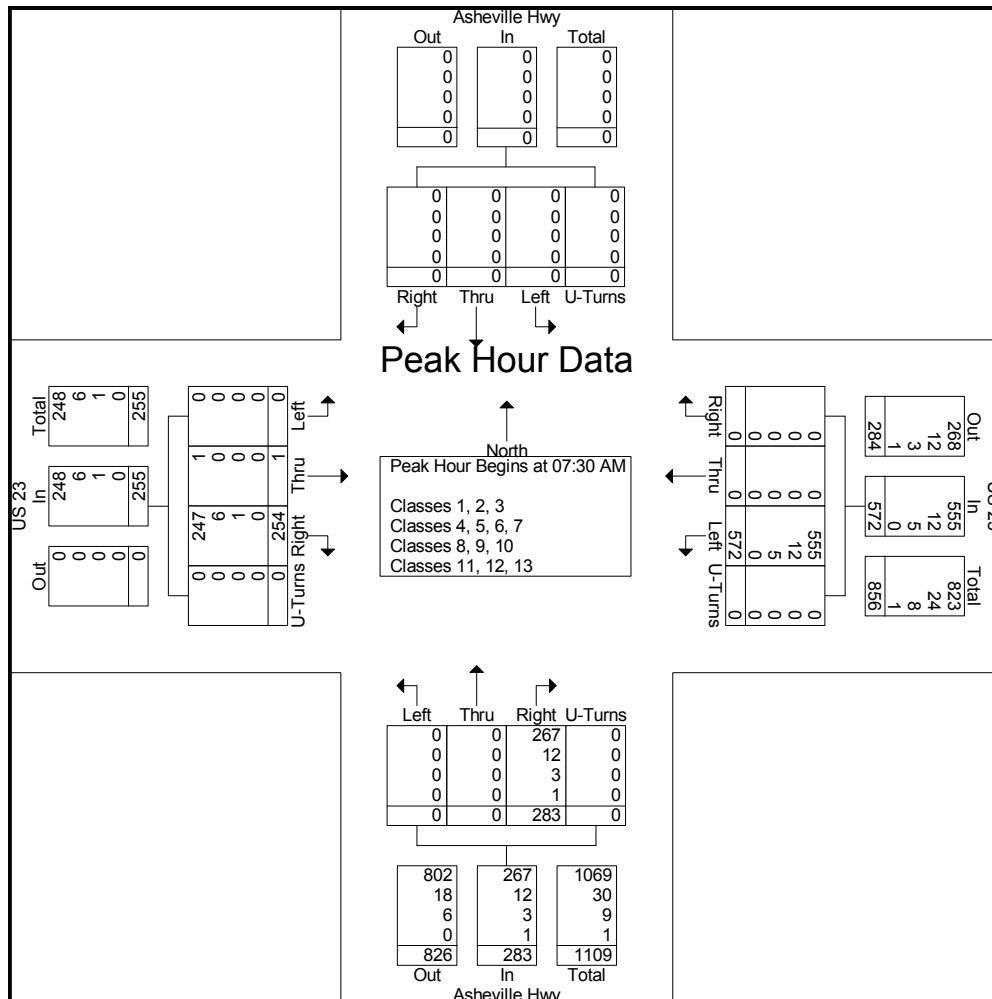 Asheville Hwy
Out In Total
0 0 0
0 0 0
0 0 0
0 0 0
0 0 0
0 0 0 0
0 0 0 0
0 0 0 0
0 0 0 0
0 0 0 0
Right Thru Left U-Turns
Peak Hour Data
North
Peak Hour Begins at 07:30 AM
Classes 1, 2, 3
Classes 4, 5, 6, 7
Classes 8, 9, 10
Classes 11, 12, 13
US 23
Total
248 6 1 0 255
In
248 6 1 0 255
Out
0 0 0 0 0
Left
0 0 0 0 0
Thru
1 0 0 0 1
Right
247 6 1 0 254
U-Turns
0 0 0 0 0
Right
0 0 0 0 0
Thru
0 0 0 0 0
Left
555 12 5 0 572
U-Turns
0 0 0 0 0
Out
268 12 3 1 284
In
555 12 5 0 572
Total
823 24 8 1 856
Left Thru Right U-Turns
0 0 267 0
0 0 12 0
0 0 3 0
0 0 1 0
0 0 283 0
802 267 1069
18 12 30
6 3 9
0 1 1
826 283 1109
Out In Total
Asheville Hwy